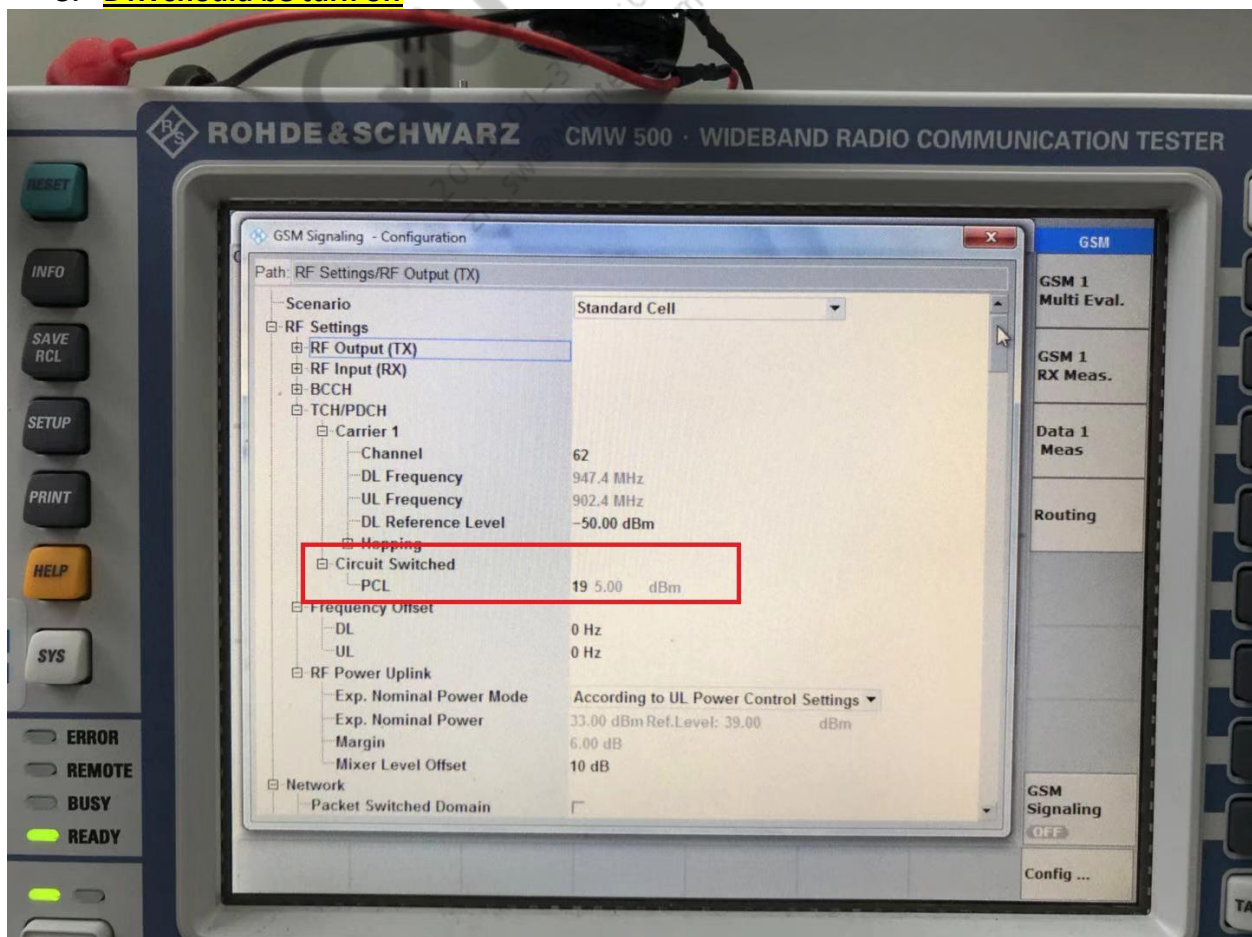 ROHDE&SCHWARZ CMW 500 · WIDEBAND RADIO COMMUNICATION TESTER
RESET
INFO
SAVE
RCL
SETUP
PRINT
HELP
SYS
ERROR
REMOTE
BUSY
READY
GSM Signaling - Configuration
Path: RF Settings/RF Output (TX)
Scenario Standard Cell
RF Settings
RF Output (TX)
RF Input (RX)
BCCH
TCH/PDCH
Carrier 1
Channel 62
DL Frequency 947.4 MHz
UL Frequency 902.4 MHz
DL Reference Level -50.00 dBm
Hopping
Circuit Switched
PCL 19 5.00 dBm
Frequency Offset
DL 0 Hz
UL 0 Hz
RF Power Uplink
Exp. Nominal Power Mode According to UL Power Control Settings
Exp. Nominal Power 33.00 dBm Ref.Level: 39.00 dBm
Margin 6.00 dB
Mixer Level Offset 10 dB
Network
Packet Switched Domain
GSM
GSM 1
Multi Eval.
GSM 1
RX Meas.
Data 1
Meas
Routing
GSM
Signaling
OFF
Config ...
TA